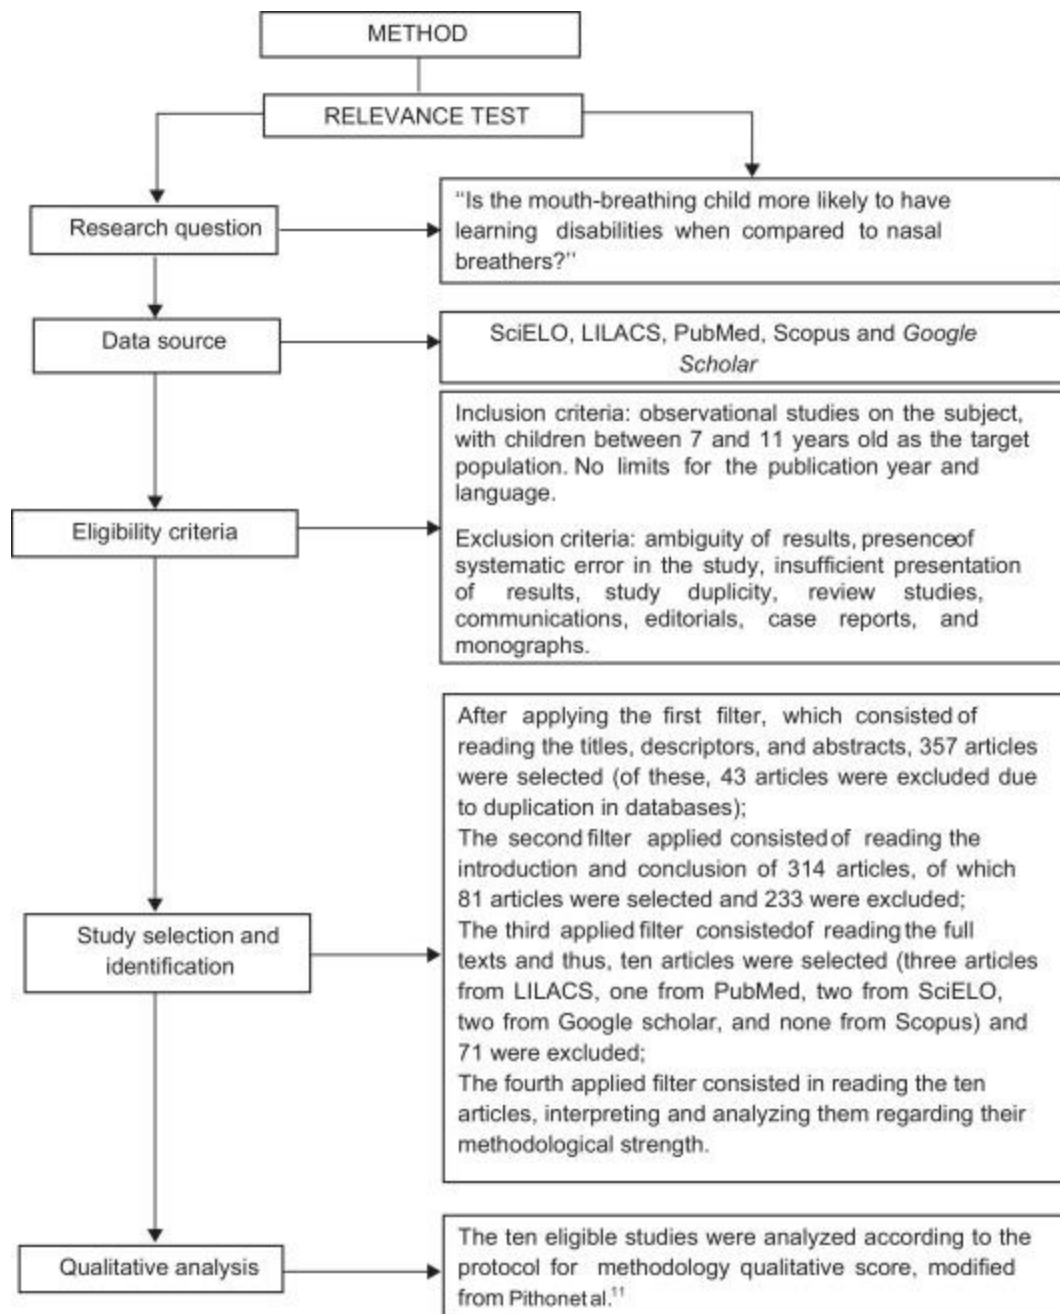 METHOD
RELEVANCE TEST
Research question
"Is the mouth-breathing child more likely to have
learning disabilities when compared to nasal
breathers?"
Data source
SciELO, LILACS, PubMed, Scopus and Google
Scholar
Eligibility criteria
Inclusion criteria: observational studies on the subject,
with children between 7 and 11 years old as the target
population. No limits for the publication year and
language.
Exclusion criteria: ambiguity of results, presenceof
systematic error in the study, insufficient presentation
of results, study duplicity, review studies,
communications, editorials, case reports, and
monographs.
Study selection and
identification
After applying the first filter, which consisted of
reading the titles, descriptors, and abstracts, 357 articles
were selected (of these, 43 articles were excluded due
to duplication in databases);
The second filter applied consisted of reading the
introduction and conclusion of 314 articles, of which
81 articles were selected and 233 were excluded;
The third applied filter consistedof reading the full
texts and thus, ten articles were selected (three articles
from LILACS, one from PubMed, two from SciELO,
two from Google scholar, and none from Scopus) and
71 were excluded;
The fourth applied filter consisted in reading the ten
articles, interpreting and analyzing them regarding their
methodological strength.
Qualitative analysis
The ten eligible studies were analyzed according to the
protocol for methodology qualitative score, modified
from Pithonetal.¹¹